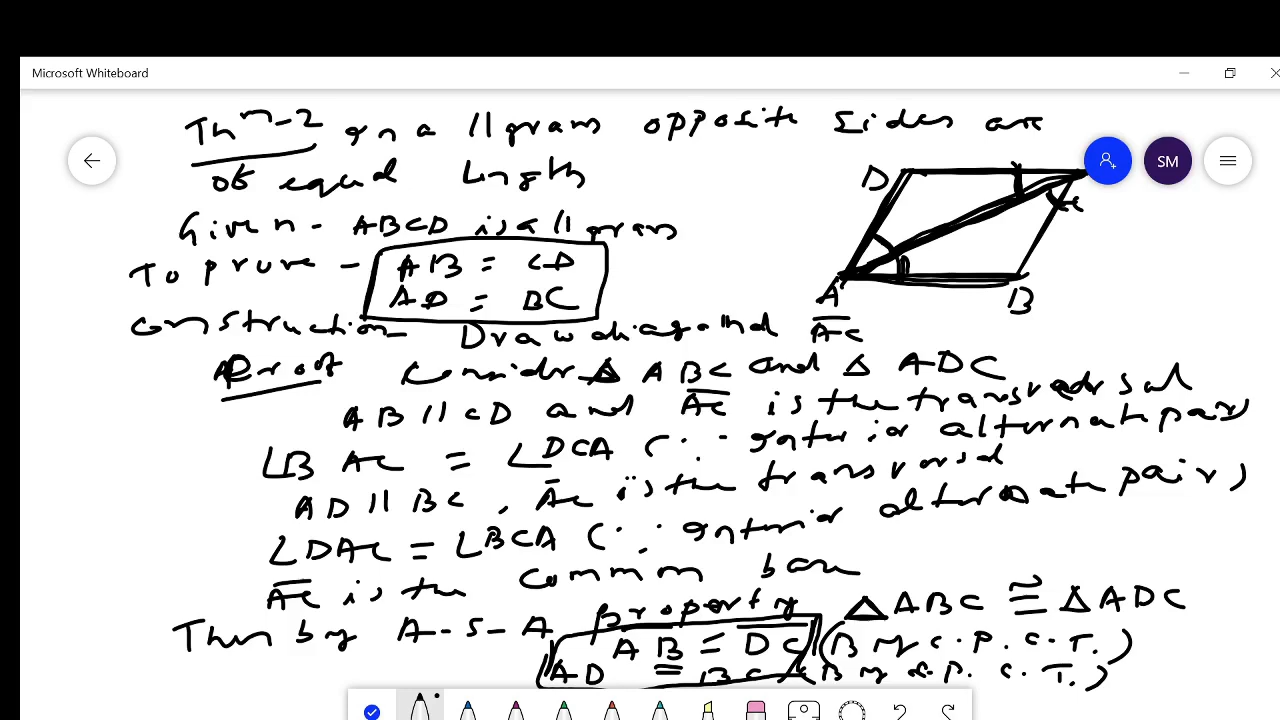 Microsoft Whiteboard
Thm-2 In a ||gram opposite sides are
of equal length
Given - ABCD is a ||gram
To prove - AB = CD
AD = BC
construction - Draw diagonal AC
Proof Consider Δ ABC and Δ ADC
AB || CD and AC is the transversal
∠BAC = ∠DCA (∵ interior alternate pair)
AD || BC, AC is the transversal
∠DAC = ∠BCA (∵ interior alternate pair)
AC is the common base
Then by A-S-A property ΔABC ≅ ΔADC
AB = DC (By C.P.C.T.)
AD = BC (By C.P.C.T.)
D
A
B
SM